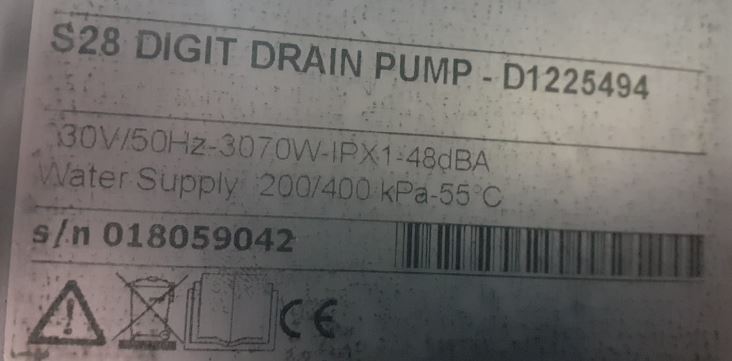 S28 DIGIT DRAIN PUMP - D1225494
30V/50Hz-3070W-IPX1-48dBA
Water Supply 200/400 kPa-55°C
s/n 018059042
CE